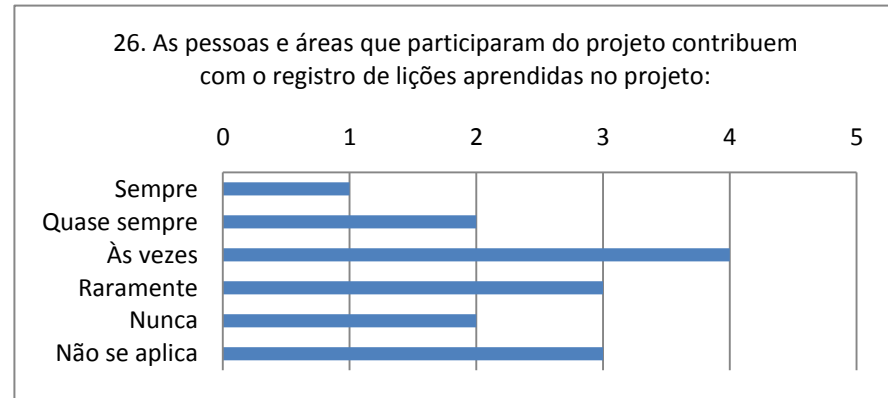 26. As pessoas e áreas que participaram do projeto contribuem
com o registro de lições aprendidas no projeto:
0 1 2 3 4 5
Sempre
Quase sempre
Às vezes
Raramente
Nunca
Não se aplica